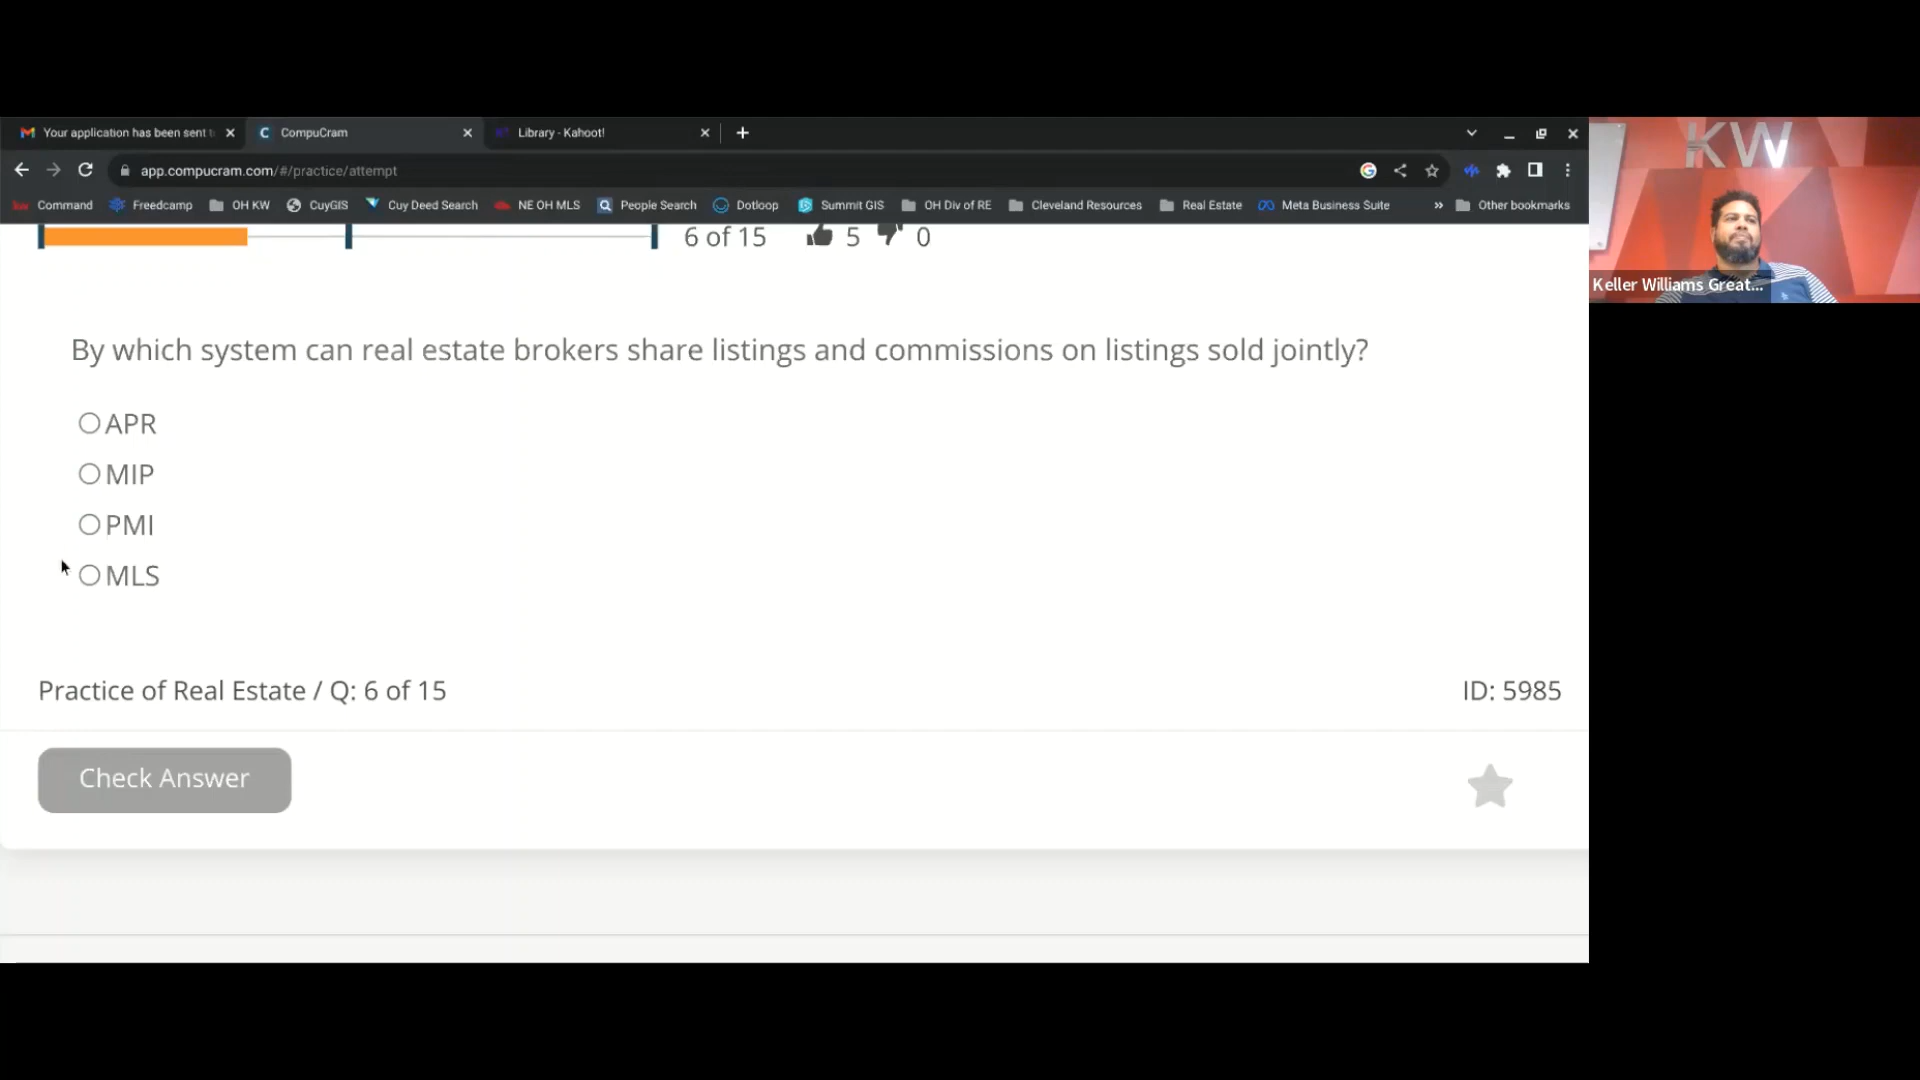 Your application has been sent t
CompuCram
Library - Kahoot!
app.compucram.com/#/practice/attempt
kw Command
Freedcamp
OH KW
CuyGIS
Cuy Deed Search
NE OH MLS
People Search
Dotloop
Summit GIS
OH Div of RE
Cleveland Resources
Real Estate
Meta Business Suite
»
Other bookmarks
6 of 15 5 0
By which system can real estate brokers share listings and commissions on listings sold jointly?
APR
MIP
PMI
MLS
Practice of Real Estate / Q: 6 of 15
ID: 5985
Check Answer
KW
Keller Williams Great...